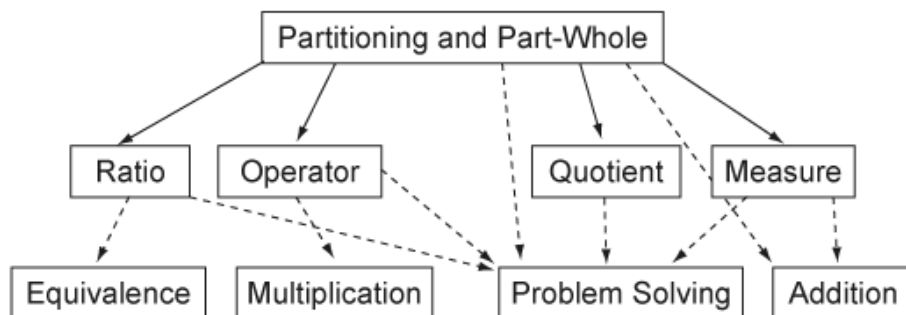 Partitioning and Part-Whole
Ratio
Operator
Quotient
Measure
Equivalence
Multiplication
Problem Solving
Addition